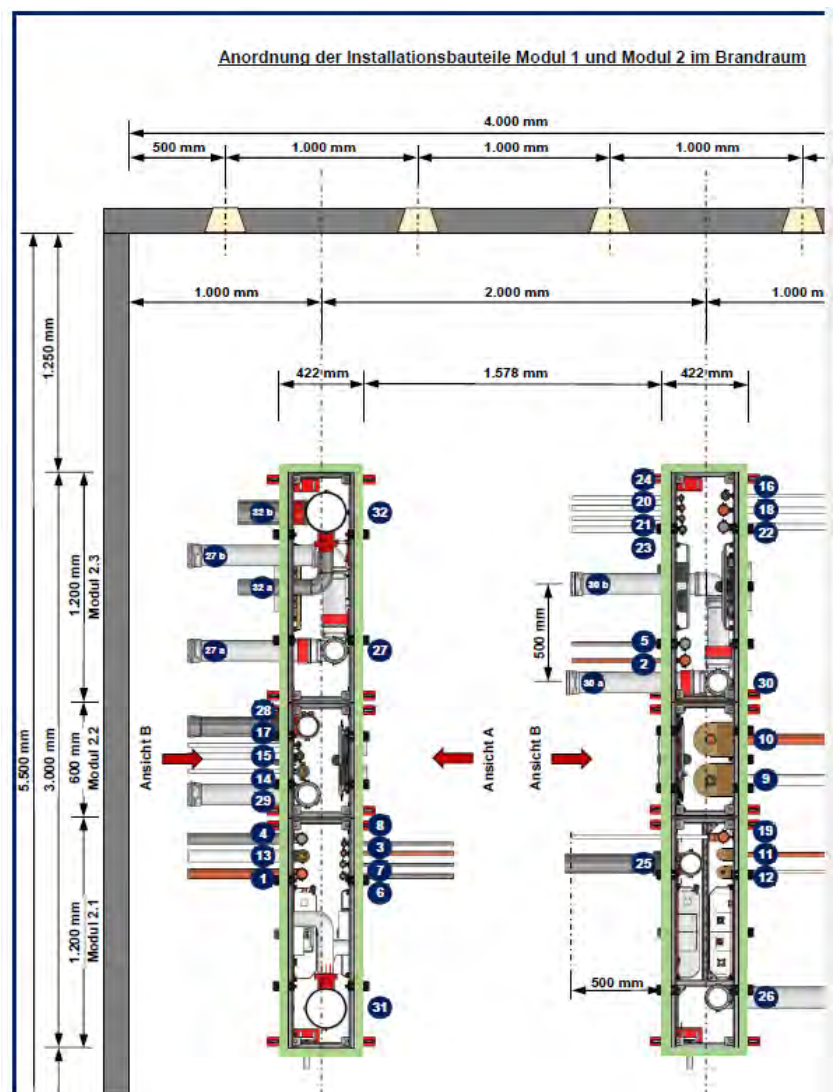 Anordnung der Installationsbauteile Modul 1 und Modul 2 im Brandraum
4.000 mm
500 mm
1.000 mm
1.000 mm
1.000 mm
1.000 mm
2.000 mm
1.000 m
1.250 mm
422 mm
1.578 mm
422 mm
24
16
32 b
32
20
18
21
22
27 b
23
32 a
30 b
1.200 mm
Modul 2.3
500 mm
5
27 a
27
2
30 a
30
28
17
10
15
Ansicht B
Ansicht A
Ansicht B
5.500 mm
3.000 mm
600 mm
Modul 2.2
14
9
29
8
4
19
3
13
11
25
7
12
1
6
1.200 mm
Modul 2.1
500 mm
31
26